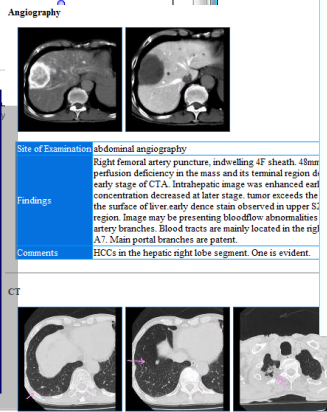 Angiography
Site of Examination abdominal angiography
Findings
Right femoral artery puncture, indwelling 4F sheath. 48mm
perfusion deficiency in the mass and its terminal region d
early stage of CTA. Intrahepatic image was enhanced earl
concentration decreased at later stage. tumor exceeds the
the surface of liver.early dence stain observed in upper S2
region. Image may be presenting bloodflow abnormalities
artery branches. Blood tracts are mainly located in the righ
A7. Main portal branches are patent.
Comments HCCs in the hepatic right lobe segment. One is evident.
CT